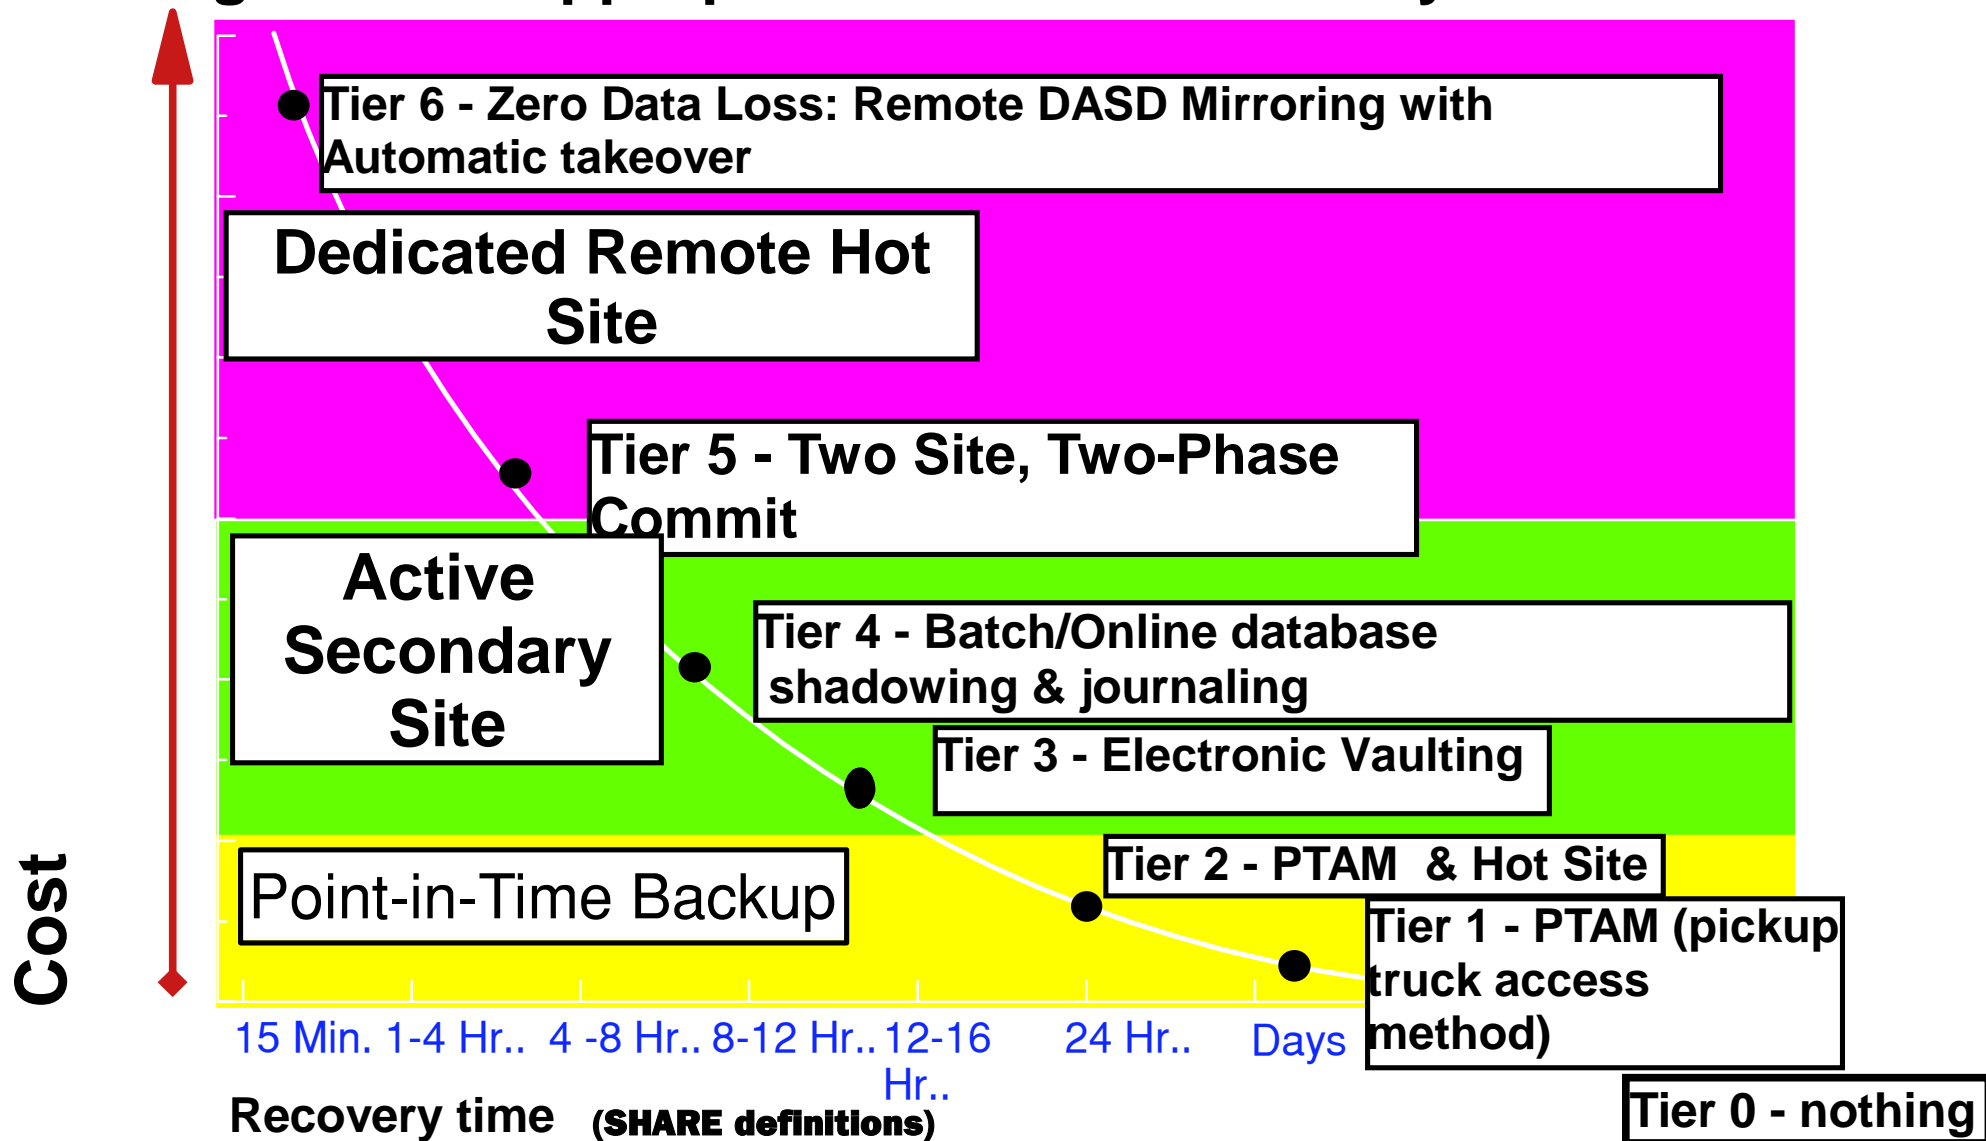 Tier 6 - Zero Data Loss: Remote DASD Mirroring with
Automatic takeover
Dedicated Remote Hot
Site
Tier 5 - Two Site, Two-Phase
Commit
Active
Secondary
Site
Tier 4 - Batch/Online database
shadowing & journaling
Tier 3 - Electronic Vaulting
Tier 2 - PTAM & Hot Site
Point-in-Time Backup
Tier 1 - PTAM (pickup
truck access
method)
Cost
15 Min. 1-4 Hr.. 4 -8 Hr.. 8-12 Hr.. 12-16 24 Hr.. Days
Hr..
Recovery time (SHARE definitions)
Tier 0 - nothing